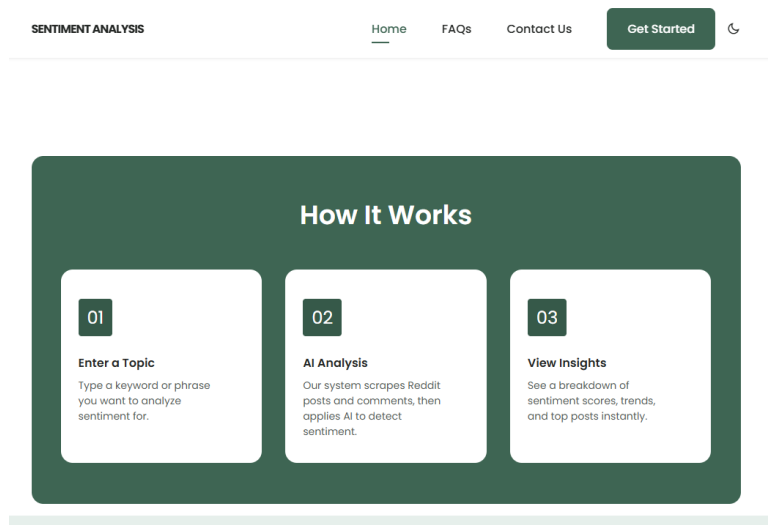 SENTIMENT ANALYSIS
Home
FAQs
Contact Us
Get Started
How It Works
01
Enter a Topic
Type a keyword or phrase
you want to analyze
sentiment for.
02
AI Analysis
Our system scrapes Reddit
posts and comments, then
applies AI to detect
sentiment.
03
View Insights
See a breakdown of
sentiment scores, trends,
and top posts instantly.